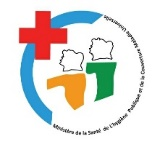 Ministère de la Santé de l'Hygiène Publique et de la Couverture Maladie Universelle